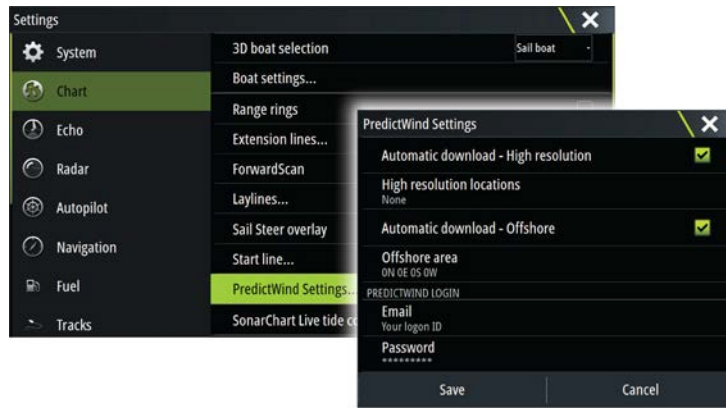 Settings
System
Chart
Echo
Radar
Autopilot
Navigation
Fuel
Tracks
3D boat selection
Sail boat
Boat settings...
Range rings
Extension lines...
ForwardScan
Laylines...
Sail Steer overlay
Start line...
PredictWind Settings...
SonarChart Live tide
PredictWind Settings
Automatic download - High resolution
High resolution locations
None
Automatic download - Offshore
Offshore area
0N 0E 0S 0W
PREDICTWIND LOGIN
Email
Your logon ID
Password
*********
Save
Cancel